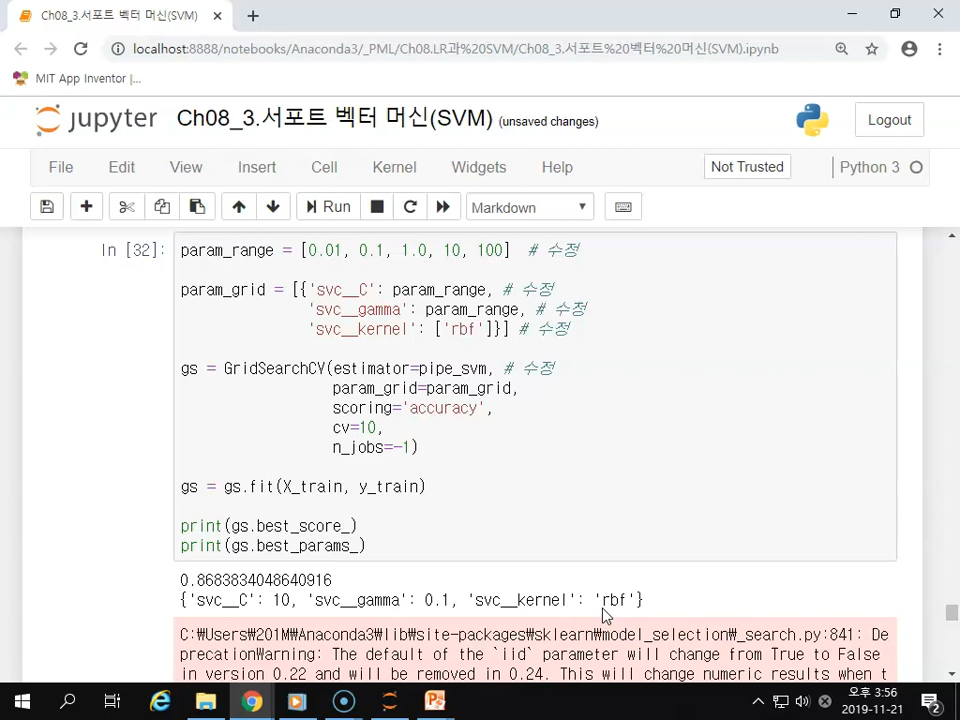 Ch08_3.서포트 벡터 머신(SVM)
localhost:8888/notebooks/Anaconda3/_PML/Ch08.LR과%20SVM/Ch08_3.서포트%20벡터%20머신(SVM).ipynb
MIT App Inventor |...
jupyter Ch08_3.서포트 벡터 머신(SVM) (unsaved changes) Logout
File Edit View Insert Cell Kernel Widgets Help Not Trusted Python 3
Run Markdown
In [32]: param_range = [0.01, 0.1, 1.0, 10, 100] # 수정
param_grid = [{'svc__C': param_range, # 수정
'svc__gamma': param_range, # 수정
'svc__kernel': ['rbf']}] # 수정
gs = GridSearchCV(estimator=pipe_svm, # 수정
param_grid=param_grid,
scoring='accuracy',
cv=10,
n_jobs=-1)
gs = gs.fit(X_train, y_train)
print(gs.best_score_)
print(gs.best_params_)
0.8683834048640916
{'svc__C': 10, 'svc__gamma': 0.1, 'svc__kernel': 'rbf'}
C:₩Users₩201M₩Anaconda3₩lib₩site-packages₩sklearn₩model_selection₩_search.py:841: De
precationWarning: The default of the `iid` parameter will change from True to False
in version 0.22 and will be removed in 0.24. This will change numeric results when t
오후 3:56
2019-11-21
2